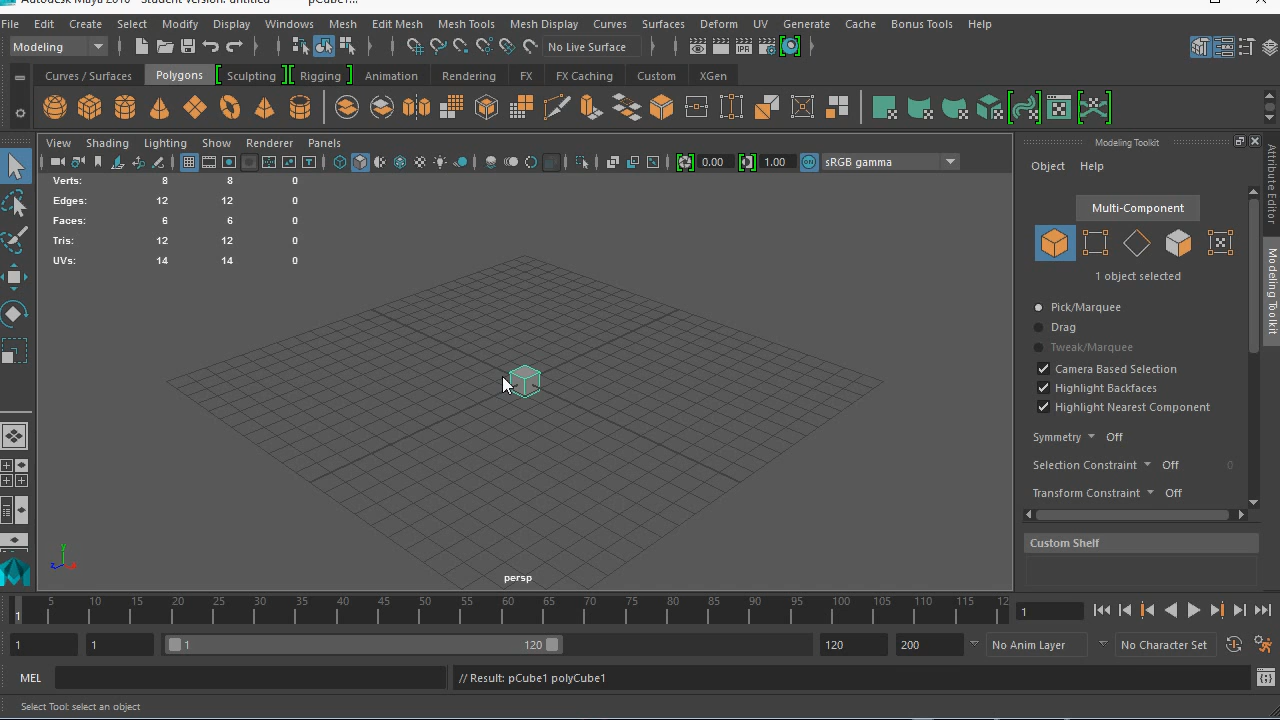 Autodesk Maya 2016 - Student Version: untitled pCube1...
File Edit Create Select Modify Display Windows Mesh Edit Mesh Mesh Tools Mesh Display Curves Surfaces Deform UV Generate Cache Bonus Tools Help
Modeling No Live Surface IPR
Curves / Surfaces Polygons Sculpting Rigging Animation Rendering FX FX Caching Custom XGen
View Shading Lighting Show Renderer Panels
0.00 1.00 ON sRGB gamma
Verts: 8 8 0
Edges: 12 12 0
Faces: 6 6 0
Tris: 12 12 0
UVs: 14 14 0
persp
y
z x
Modeling Toolkit
Object Help
Multi-Component
1 object selected
Pick/Marquee
Drag
Tweak/Marquee
Camera Based Selection
Highlight Backfaces
Highlight Nearest Component
Symmetry Off
Selection Constraint Off 0
Transform Constraint Off
Custom Shelf
Attribute Editor
Modeling Toolkit
1 5 10 15 20 25 30 35 40 45 50 55 60 65 70 75 80 85 90 95 100 105 110 115 12 1
1 1 1 120 120 200 No Anim Layer No Character Set
MEL // Result: pCube1 polyCube1
Select Tool: select an object